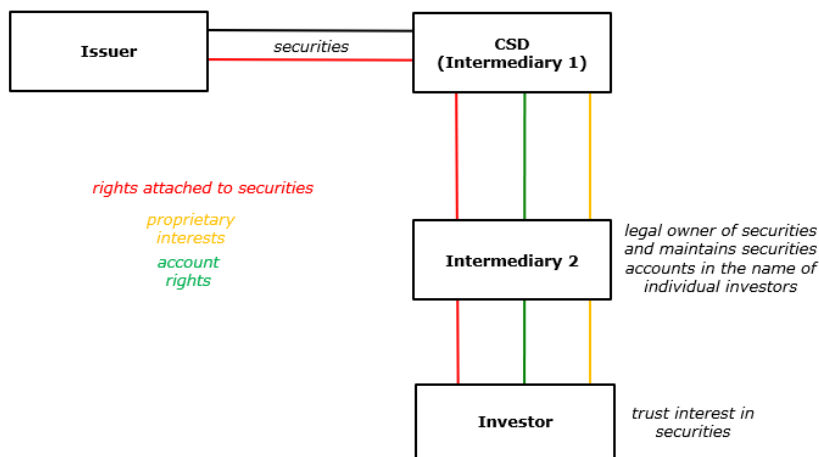 Issuer
securities
CSD
(Intermediary 1)
rights attached to securities
proprietary
interests
account
rights
Intermediary 2
legal owner of securities
and maintains securities
accounts in the name of
individual investors
Investor
trust interest in
securities